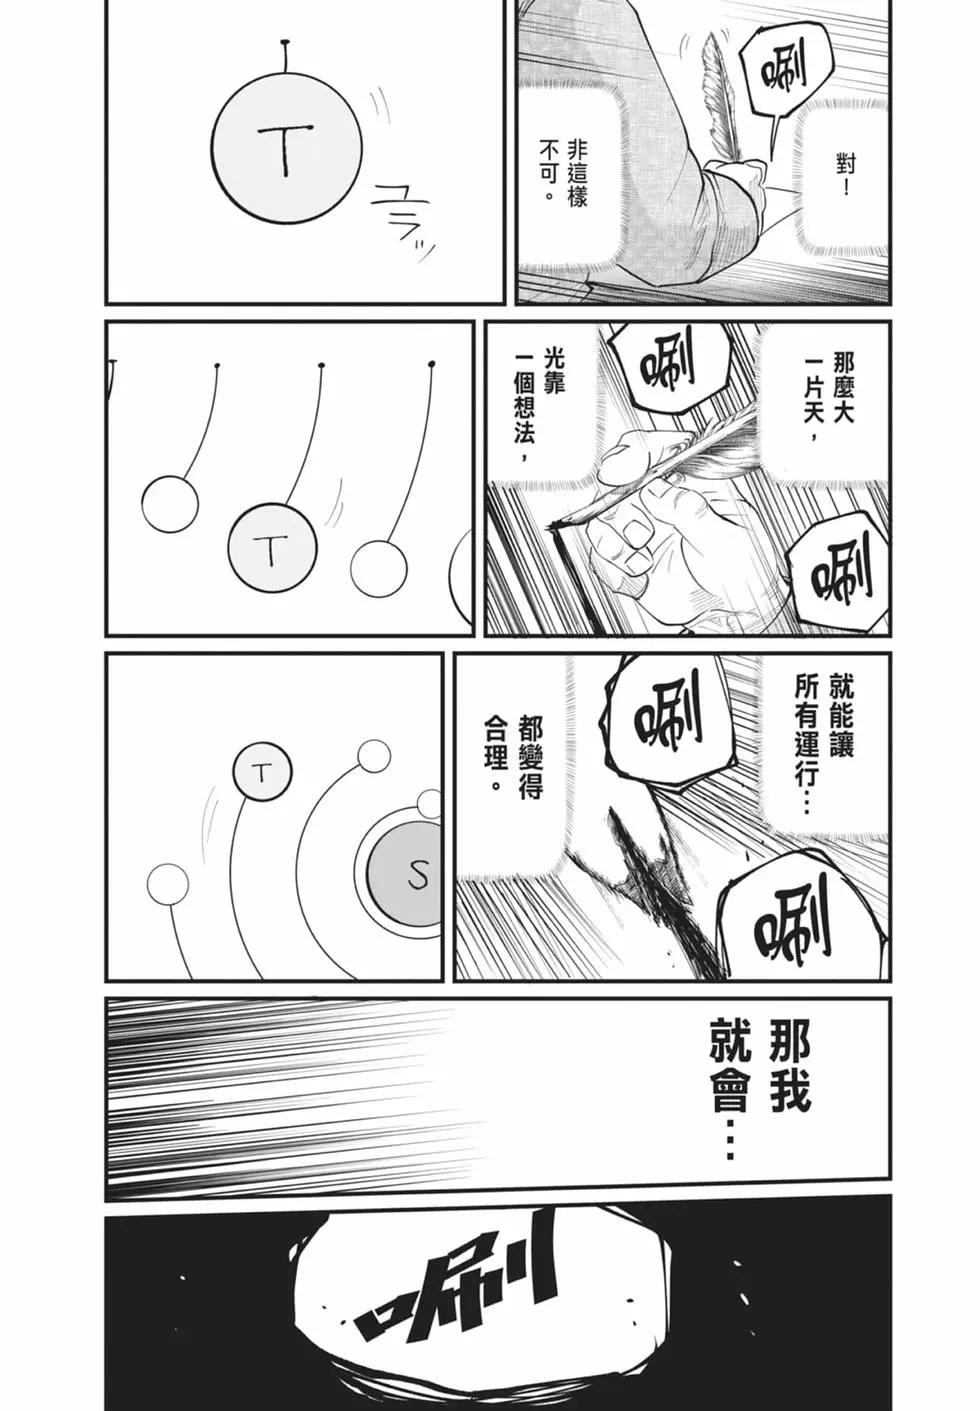 唰
對!
非這樣
不可。
T
ユラッ
唰
那麼大
一片天,
光靠
一個想法,
唰
T
唰
就能讓
所有運行…
都變得
合理。
唰
T
S
那我
就會…
唰